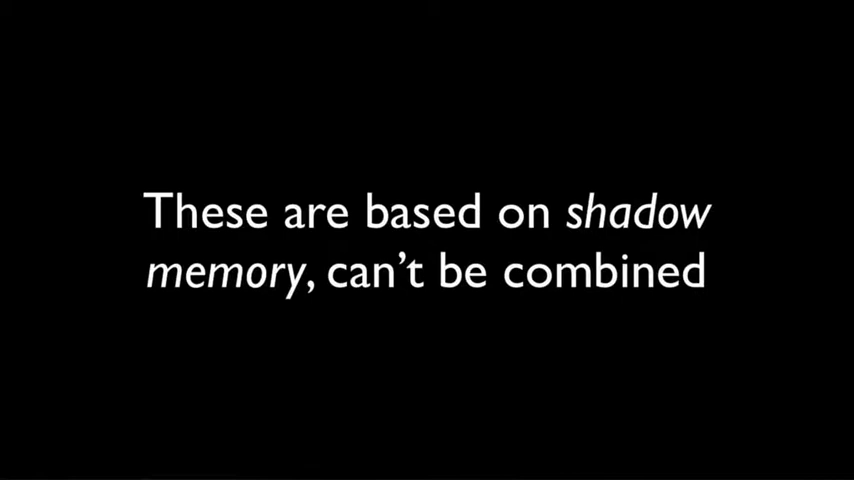 These are based on shadow
memory, can’t be combined